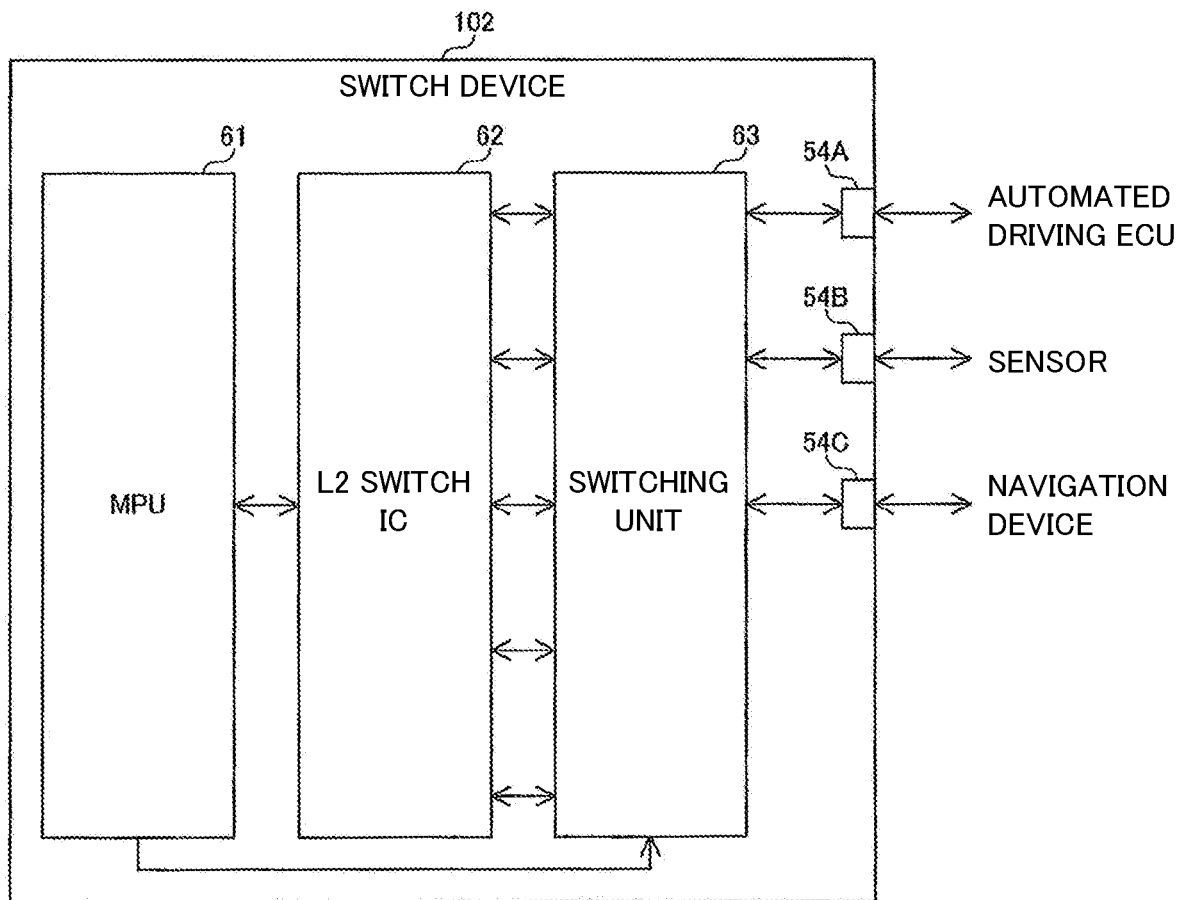 102
SWITCH DEVICE
61
62
63
54A
AUTOMATED
DRIVING ECU
54B
SENSOR
54C
MPU
L2 SWITCH
IC
SWITCHING
UNIT
NAVIGATION
DEVICE